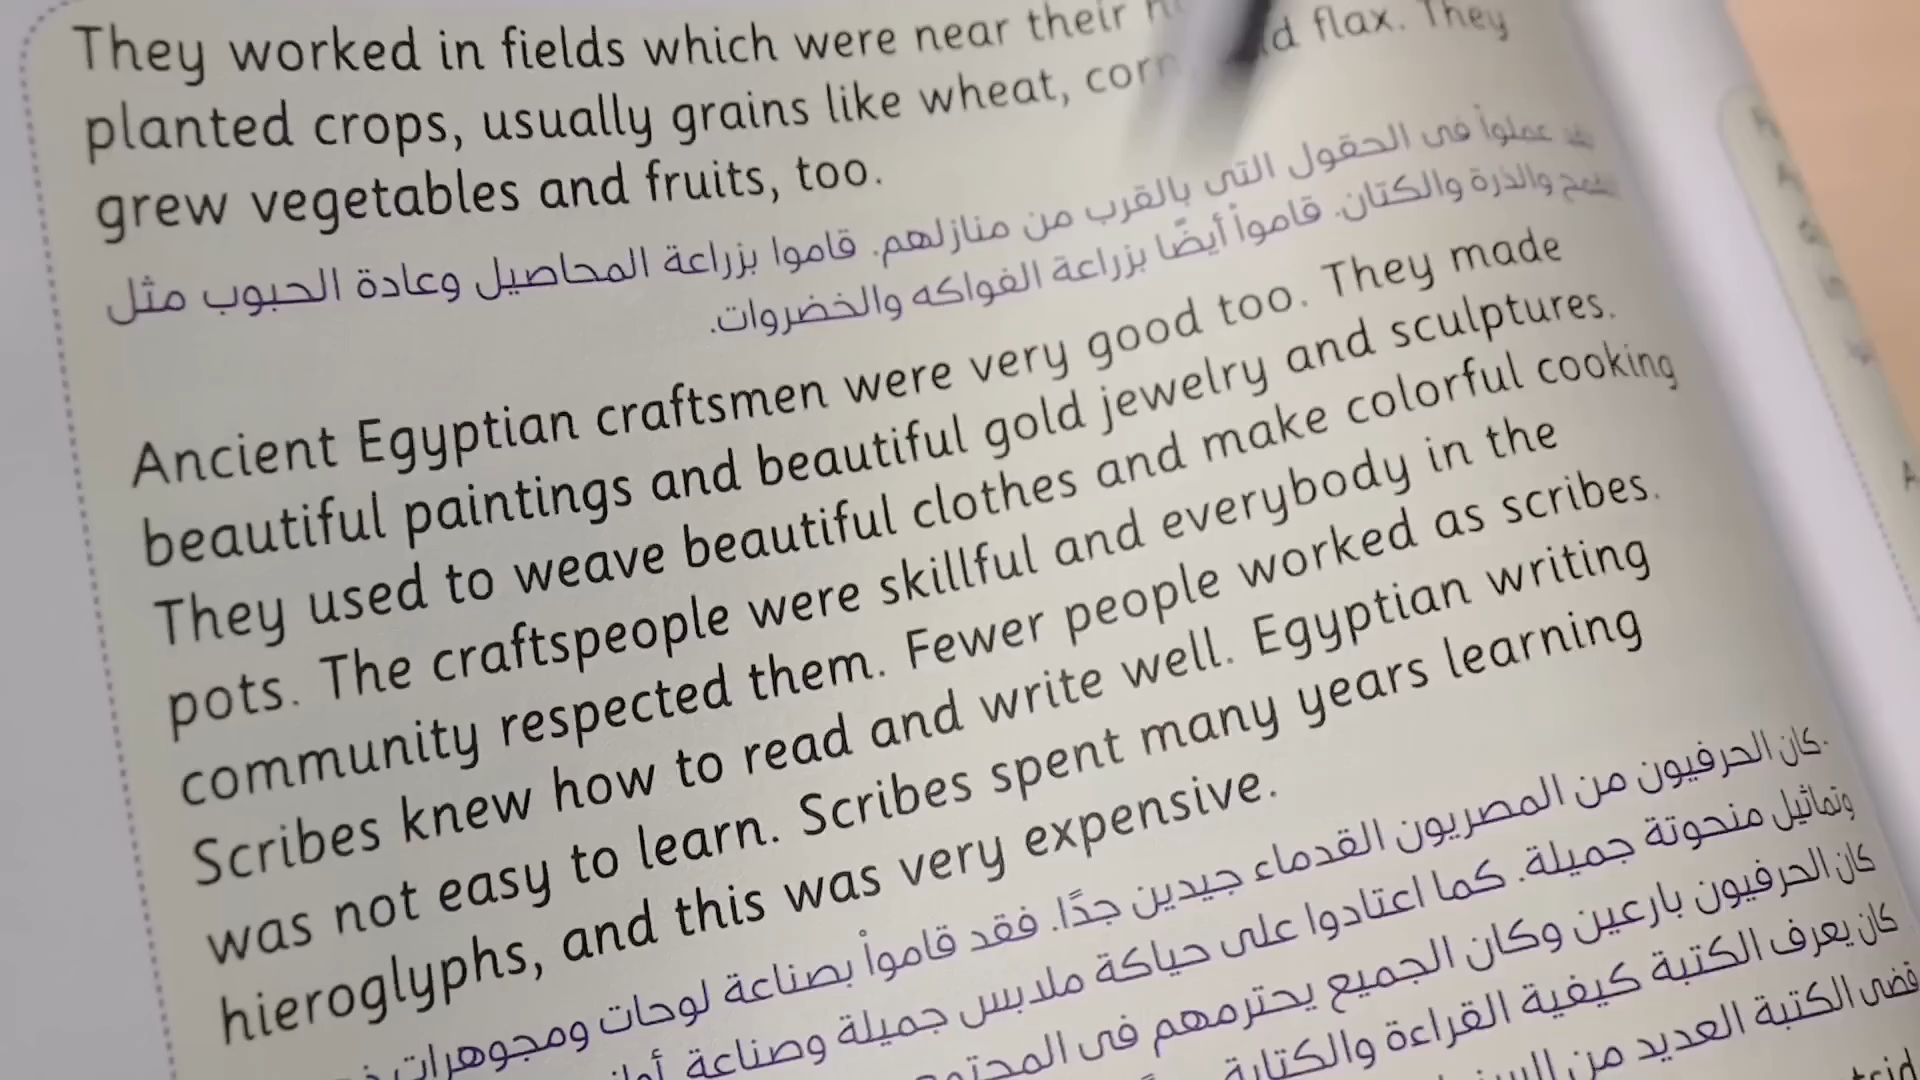 They worked in fields which were near their
planted crops, usually grains like wheat, corn flax. They
grew vegetables and fruits, too.
عملوا فى الحقول التى بالقرب من منازلهم. قاموا بزراعة المحاصيل وعادة الحبوب مثل
والذرة والكتان. قاموا أيضًا بزراعة الفواكه والخضروات.
Ancient Egyptian craftsmen were very good too. They made
beautiful paintings and beautiful gold jewelry and sculptures.
They used to weave beautiful clothes and make colorful cooking
pots. The craftspeople were skillful and everybody in the
community respected them. Fewer people worked as scribes.
Scribes knew how to read and write well. Egyptian writing
was not easy to learn. Scribes spent many years learning
hieroglyphs, and this was very expensive.
كان الحرفيون من المصريون القدماء جيدين جدًا. فقد قاموا بصناعة لوحات ومجوهرات
وتماثيل منحوتة جميلة. كما اعتادوا على حياكة ملابس جميلة وصناعة
كان الحرفيون بارعين وكان الجميع يحترمهم فى
كان يعرف الكتبة كيفية القراءة والكتابة
قضى الكتبة العديد من